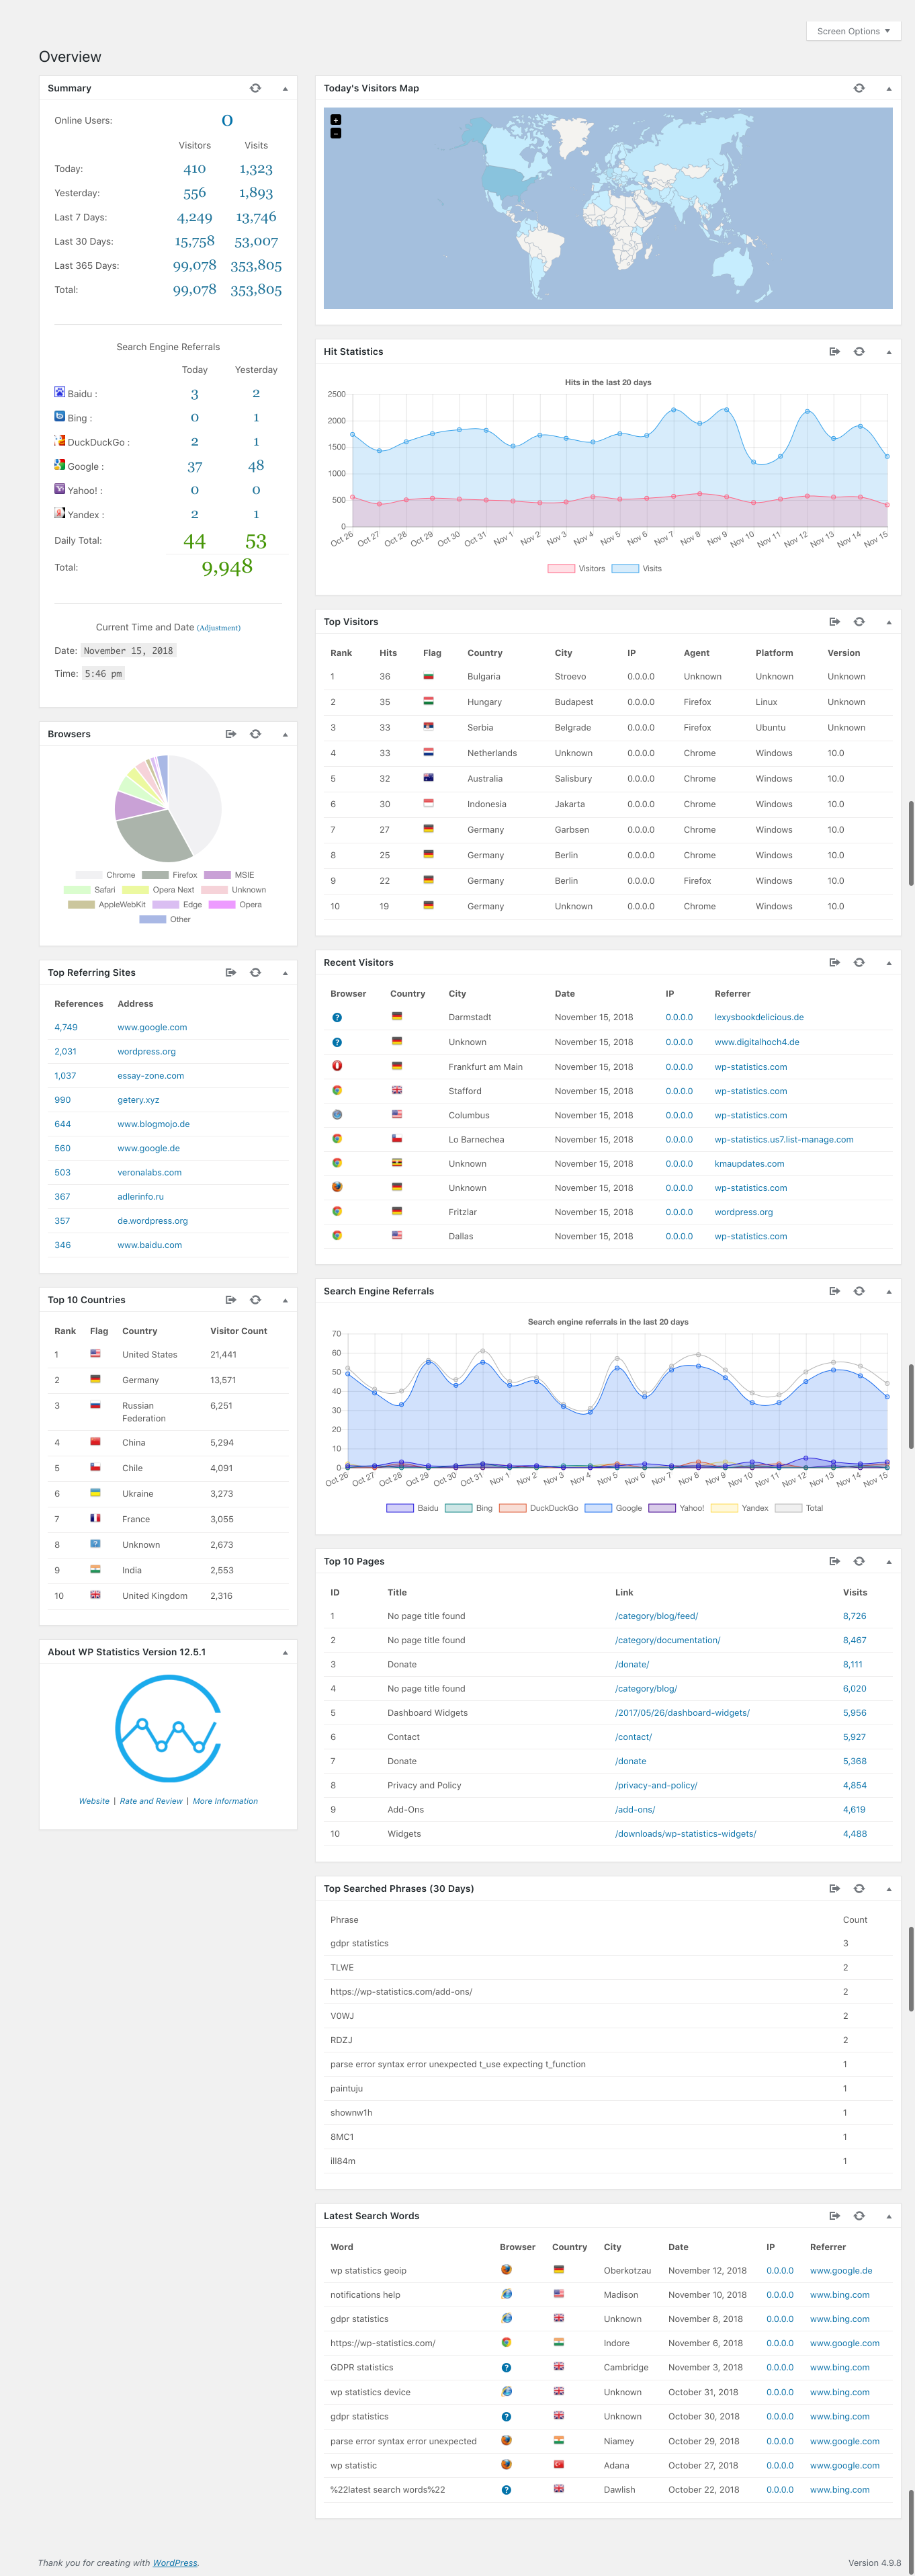 Screen Options
Overview
Summary
Online Users: 0
Visitors Visits
Today: 410 1,323
Yesterday: 556 1,893
Last 7 Days: 4,249 13,746
Last 30 Days: 15,758 53,007
Last 365 Days: 99,078 353,805
Total: 99,078 353,805
Search Engine Referrals
Today Yesterday
Baidu : 3 2
Bing : 0 1
DuckDuckGo : 2 1
Google : 37 48
Yahoo! : 0 0
Yandex : 2 1
Daily Total: 44 53
Total: 9,948
Current Time and Date (Adjustment)
Date: November 15, 2018
Time: 5:46 pm
Browsers
Chrome Firefox MSIE
Safari Opera Next Unknown
AppleWebKit Edge Opera
Other
Top Referring Sites
References Address
4,749 www.google.com
2,031 wordpress.org
1,037 essay-zone.com
990 getery.xyz
644 www.blogmojo.de
560 www.google.de
503 veronalabs.com
367 adlerinfo.ru
357 de.wordpress.org
346 www.baidu.com
Top 10 Countries
Rank Flag Country Visitor Count
1 United States 21,441
2 Germany 13,571
3 Russian Federation 6,251
4 China 5,294
5 Chile 4,091
6 Ukraine 3,273
7 France 3,055
8 Unknown 2,673
9 India 2,553
10 United Kingdom 2,316
About WP Statistics Version 12.5.1
Website | Rate and Review | More Information
Today's Visitors Map
+
−
Hit Statistics
Hits in the last 20 days
2500
2000
1500
1000
500
0
Oct 26 Oct 27 Oct 28 Oct 29 Oct 30 Oct 31 Nov 1 Nov 2 Nov 3 Nov 4 Nov 5 Nov 6 Nov 7 Nov 8 Nov 9 Nov 10 Nov 11 Nov 12 Nov 13 Nov 14 Nov 15
Visitors Visits
Top Visitors
Rank Hits Flag Country City IP Agent Platform Version
1 36 Bulgaria Stroevo 0.0.0.0 Unknown Unknown Unknown
2 35 Hungary Budapest 0.0.0.0 Firefox Linux Unknown
3 33 Serbia Belgrade 0.0.0.0 Firefox Ubuntu Unknown
4 33 Netherlands Unknown 0.0.0.0 Chrome Windows 10.0
5 32 Australia Salisbury 0.0.0.0 Chrome Windows 10.0
6 30 Indonesia Jakarta 0.0.0.0 Chrome Windows 10.0
7 27 Germany Garbsen 0.0.0.0 Chrome Windows 10.0
8 25 Germany Berlin 0.0.0.0 Chrome Windows 10.0
9 22 Germany Berlin 0.0.0.0 Firefox Windows 10.0
10 19 Germany Unknown 0.0.0.0 Chrome Windows 10.0
Recent Visitors
Browser Country City Date IP Referrer
Darmstadt November 15, 2018 0.0.0.0 lexysbookdelicious.de
Unknown November 15, 2018 0.0.0.0 www.digitalhoch4.de
Frankfurt am Main November 15, 2018 0.0.0.0 wp-statistics.com
Stafford November 15, 2018 0.0.0.0 wp-statistics.com
Columbus November 15, 2018 0.0.0.0 wp-statistics.com
Lo Barnechea November 15, 2018 0.0.0.0 wp-statistics.us7.list-manage.com
Unknown November 15, 2018 0.0.0.0 kmaupdates.com
Unknown November 15, 2018 0.0.0.0 wp-statistics.com
Fritzlar November 15, 2018 0.0.0.0 wordpress.org
Dallas November 15, 2018 0.0.0.0 wp-statistics.com
Search Engine Referrals
Search engine referrals in the last 20 days
70
60
50
40
30
20
10
0
Oct 26 Oct 27 Oct 28 Oct 29 Oct 30 Oct 31 Nov 1 Nov 2 Nov 3 Nov 4 Nov 5 Nov 6 Nov 7 Nov 8 Nov 9 Nov 10 Nov 11 Nov 12 Nov 13 Nov 14 Nov 15
Baidu Bing DuckDuckGo Google Yahoo! Yandex Total
Top 10 Pages
ID Title Link Visits
1 No page title found /category/blog/feed/ 8,726
2 No page title found /category/documentation/ 8,467
3 Donate /donate/ 8,111
4 No page title found /category/blog/ 6,020
5 Dashboard Widgets /2017/05/26/dashboard-widgets/ 5,956
6 Contact /contact/ 5,927
7 Donate /donate 5,368
8 Privacy and Policy /privacy-and-policy/ 4,854
9 Add-Ons /add-ons/ 4,619
10 Widgets /downloads/wp-statistics-widgets/ 4,488
Top Searched Phrases (30 Days)
Phrase Count
gdpr statistics 3
TLWE 2
https://wp-statistics.com/add-ons/ 2
V0WJ 2
RDZJ 2
parse error syntax error unexpected t_use expecting t_function 1
paintuju 1
shownw1h 1
8MC1 1
ill84m 1
Latest Search Words
Word Browser Country City Date IP Referrer
wp statistics geoip Oberkotzau November 12, 2018 0.0.0.0 www.google.de
notifications help Madison November 10, 2018 0.0.0.0 www.bing.com
gdpr statistics Unknown November 8, 2018 0.0.0.0 www.bing.com
https://wp-statistics.com/ Indore November 6, 2018 0.0.0.0 www.google.com
GDPR statistics Cambridge November 3, 2018 0.0.0.0 www.bing.com
wp statistics device Unknown October 31, 2018 0.0.0.0 www.bing.com
gdpr statistics Unknown October 30, 2018 0.0.0.0 www.bing.com
parse error syntax error unexpected Niamey October 29, 2018 0.0.0.0 www.google.com
wp statistic Adana October 27, 2018 0.0.0.0 www.google.com
%22latest search words%22 Dawlish October 22, 2018 0.0.0.0 www.bing.com
Thank you for creating with WordPress.
Version 4.9.8